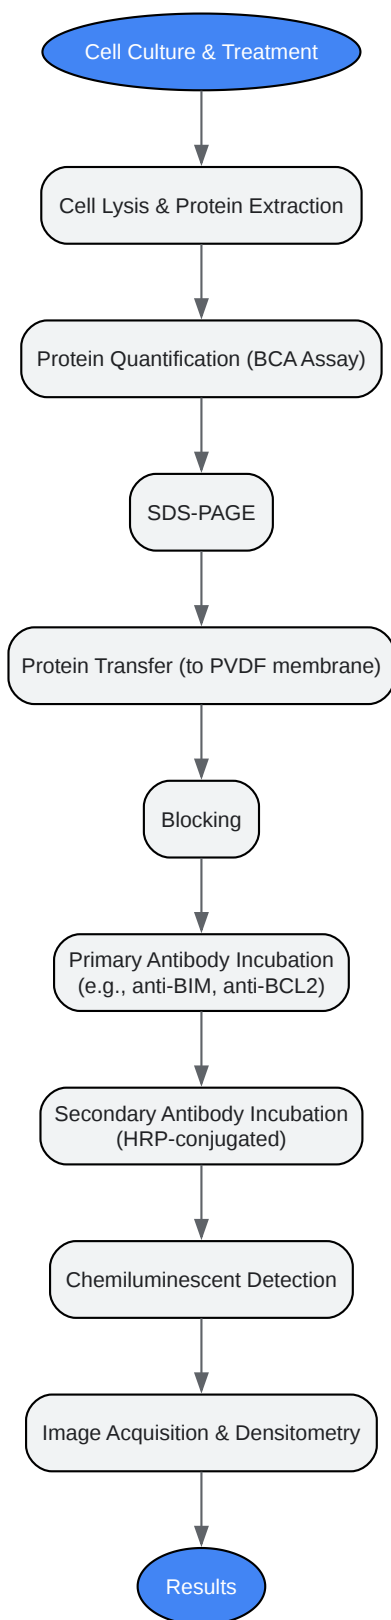 Cell Culture & Treatment
Cell Lysis & Protein Extraction
Protein Quantification (BCA Assay)
SDS-PAGE
Protein Transfer (to PVDF membrane)
Blocking
Primary Antibody Incubation
(e.g., anti-BIM, anti-BCL2)
Secondary Antibody Incubation
(HRP-conjugated)
Chemiluminescent Detection
Image Acquisition & Densitometry
Results